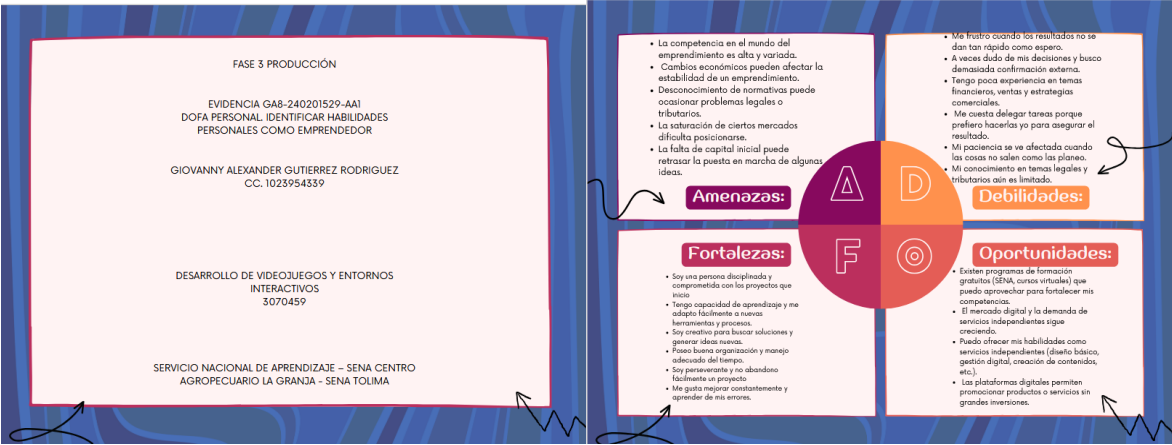 FASE 3 PRODUCCIÓN
EVIDENCIA GA8-240201529-AA1
DOFA PERSONAL. IDENTIFICAR HABILIDADES
PERSONALES COMO EMPRENDEDOR
GIOVANNY ALEXANDER GUTIERREZ RODRIGUEZ
CC. 1023954339
DESARROLLO DE VIDEOJUEGOS Y ENTORNOS
INTERACTIVOS
3070459
SERVICIO NACIONAL DE APRENDIZAJE – SENA CENTRO
AGROPECUARIO LA GRANJA - SENA TOLIMA
• La competencia en el mundo del
emprendimiento es alta y variada.
• Cambios económicos pueden afectar la
estabilidad de un emprendimiento.
• Desconocimiento de normativas puede
ocasionar problemas legales o
tributarios.
• La saturación de ciertos mercados
dificulta posicionarse.
• La falta de capital inicial puede
retrasar la puesta en marcha de algunas
ideas.
Amenazas:
• Me frustro cuando los resultados no se
dan tan rápido como espero.
• A veces dudo de mis decisiones y busco
demasiada confirmación externa.
• Tengo poca experiencia en temas
financieros, ventas y estrategias
comerciales.
• Me cuesta delegar tareas porque
prefiero hacerlas yo para asegurar el
resultado.
• Mi paciencia se ve afectada cuando
las cosas no salen como las planeo.
• Mi conocimiento en temas legales y
tributarios aún es limitado.
Debilidades:
A
D
F
O
Fortalezas:
• Soy una persona disciplinada y
comprometida con los proyectos que
inicio
• Tengo capacidad de aprendizaje y me
adapto fácilmente a nuevas
herramientas y procesos.
• Soy creativo para buscar soluciones y
generar ideas nuevas.
• Poseo buena organización y manejo
adecuado del tiempo.
• Soy perseverante y no abandono
fácilmente un proyecto
• Me gusta mejorar constantemente y
aprender de mis errores.
Oportunidades:
• Existen programas de formación
gratuitos (SENA, cursos virtuales) que
puedo aprovechar para fortalecer mis
competencias.
• El mercado digital y la demanda de
servicios independientes sigue
creciendo.
• Puedo ofrecer mis habilidades como
servicios independientes (diseño básico,
gestión digital, creación de contenidos,
etc.).
• Las plataformas digitales permiten
promocionar productos o servicios sin
grandes inversiones.